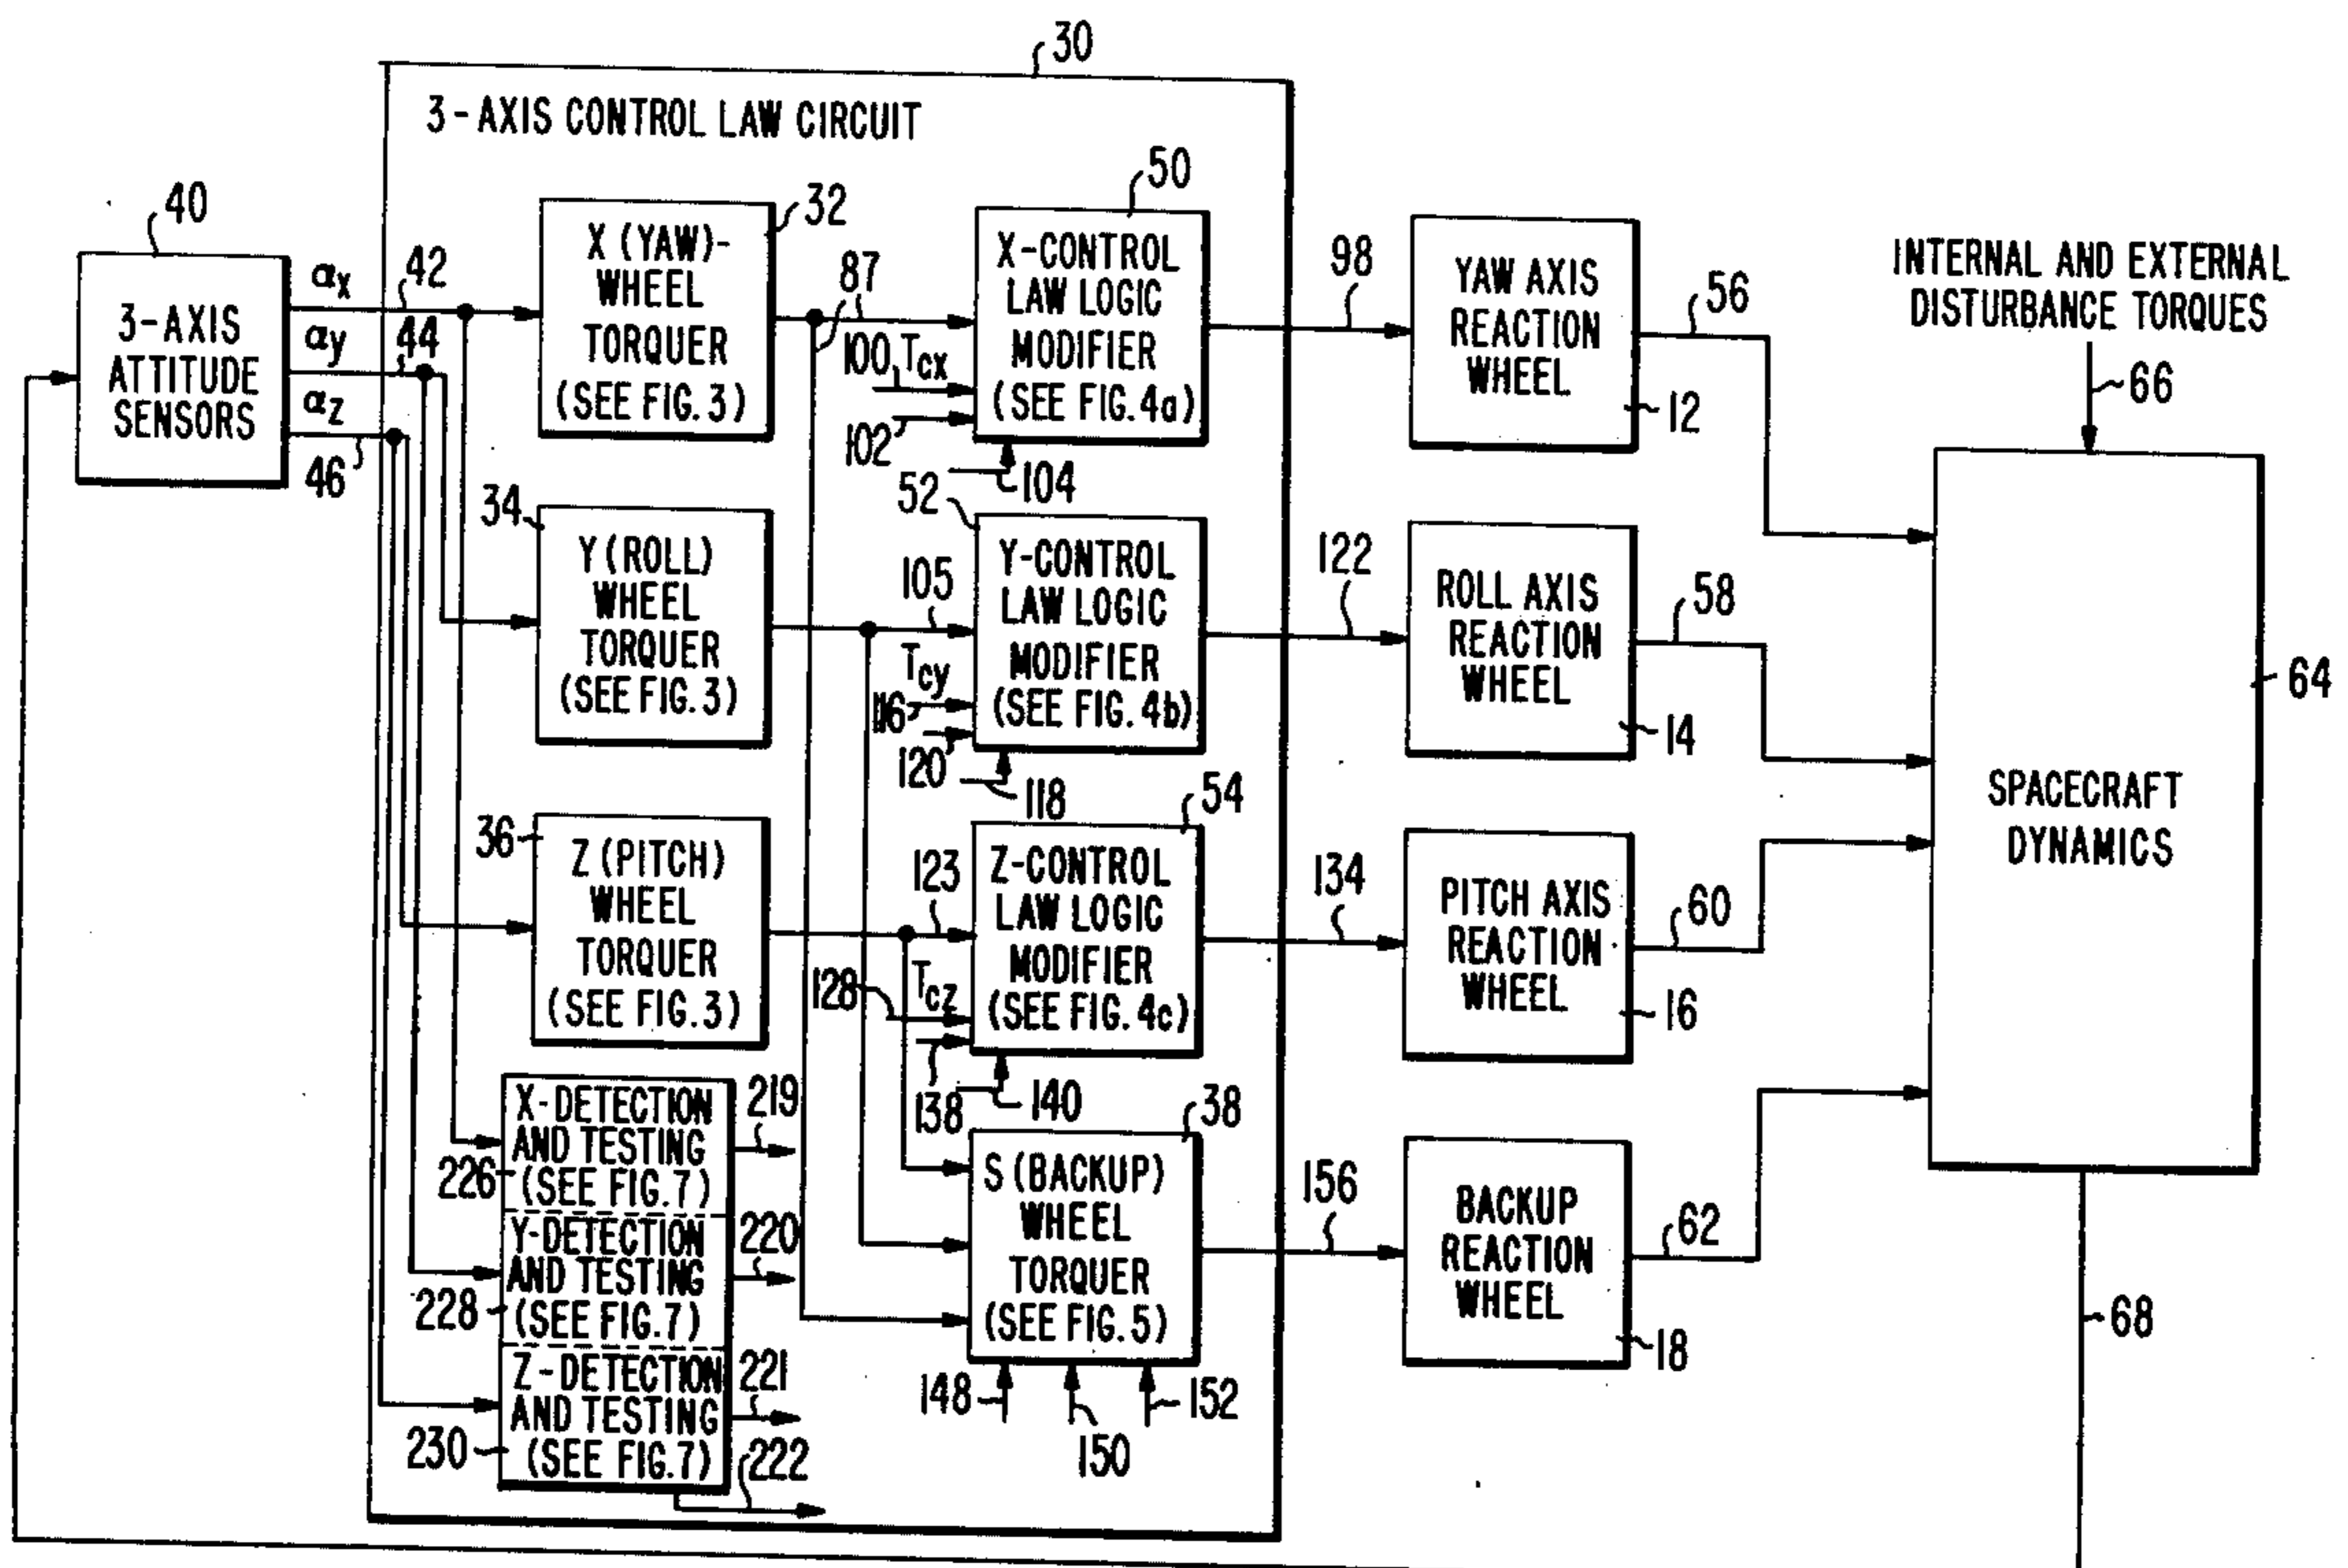 30
3-AXIS CONTROL LAW CIRCUIT
40
3-AXIS
ATTITUDE
SENSORS
αx
42
αy
44
αz
46
X (YAW)-
WHEEL
TORQUER
(SEE FIG. 3)
32
87
50
X-CONTROL
LAW LOGIC
MODIFIER
(SEE FIG. 4a)
100
Tcx
102
104
98
YAW AXIS
REACTION
WHEEL
12
56
INTERNAL AND EXTERNAL
DISTURBANCE TORQUES
66
34
Y (ROLL)
WHEEL
TORQUER
(SEE FIG. 3)
105
52
Y-CONTROL
LAW LOGIC
MODIFIER
(SEE FIG. 4b)
Tcy
116
120
118
122
ROLL AXIS
REACTION
WHEEL
14
58
64
SPACECRAFT
DYNAMICS
36
Z (PITCH)
WHEEL
TORQUER
(SEE FIG. 3)
123
54
Z-CONTROL
LAW LOGIC
MODIFIER
(SEE FIG. 4c)
128
Tcz
138
140
134
PITCH AXIS
REACTION
WHEEL
16
60
X-DETECTION
AND TESTING
(SEE FIG. 7)
226
219
Y-DETECTION
AND TESTING
(SEE FIG. 7)
228
220
Z-DETECTION
AND TESTING
(SEE FIG. 7)
230
221
222
38
S (BACKUP)
WHEEL
TORQUER
(SEE FIG. 5)
148
150
152
156
BACKUP
REACTION
WHEEL
18
62
68